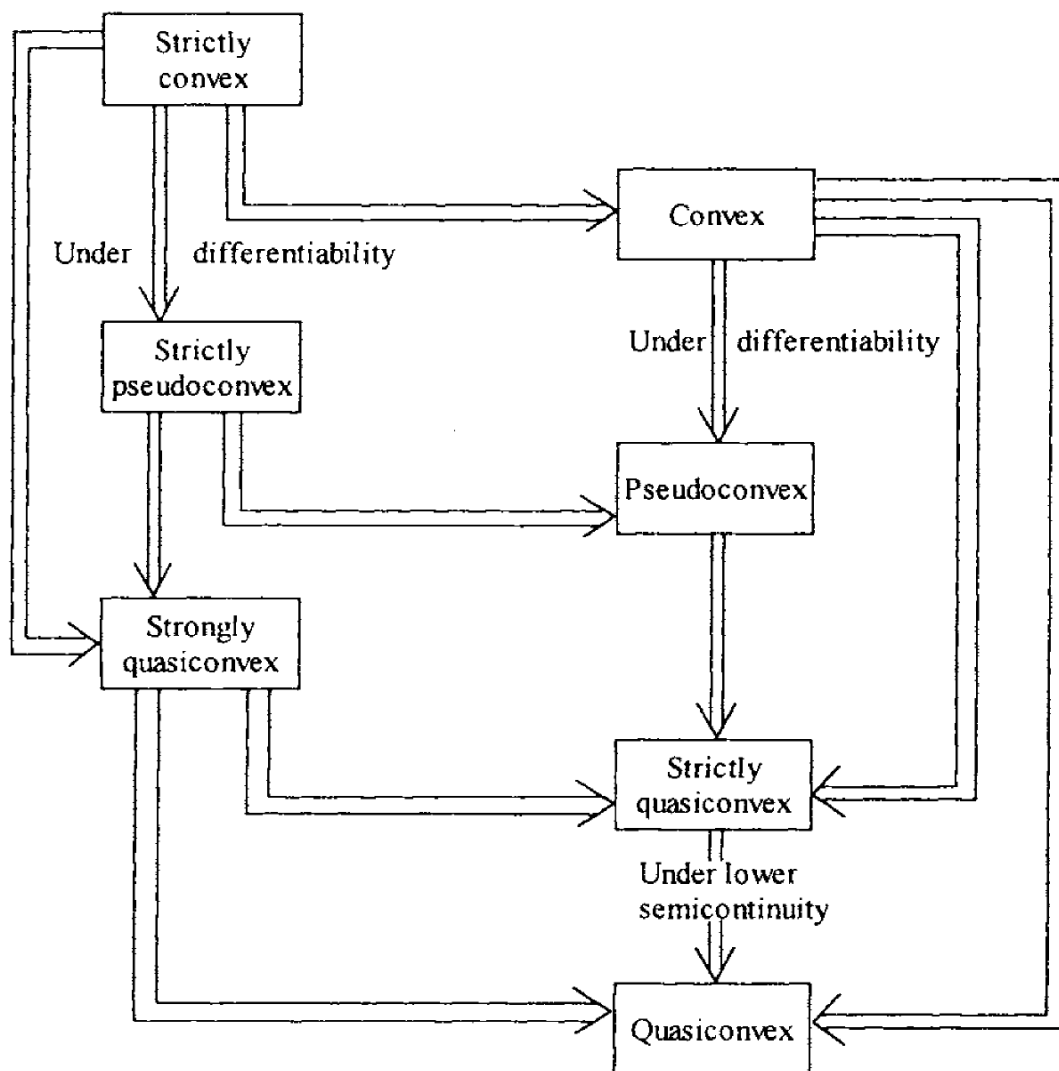 Strictly
convex
Convex
Under differentiability
Under differentiability
Strictly
pseudoconvex
Pseudoconvex
Strongly
quasiconvex
Strictly
quasiconvex
Under lower
semicontinuity
Quasiconvex